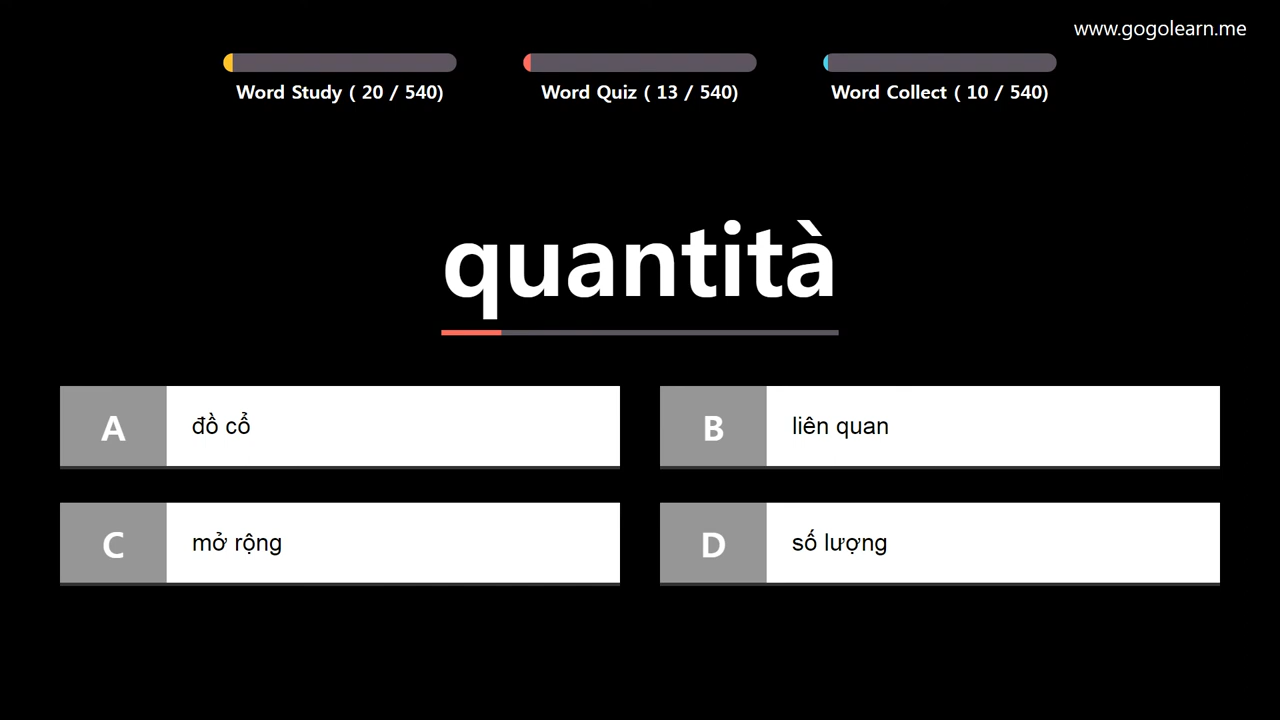 www.gogolearn.me
Word Study ( 20 / 540)
Word Quiz ( 13 / 540)
Word Collect ( 10 / 540)
quantità
A
đồ cổ
B
liên quan
C
mở rộng
D
số lượng